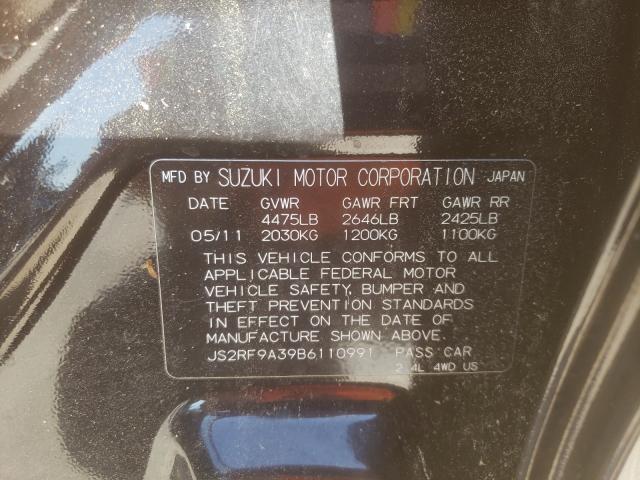 MFD BY SUZUKI MOTOR CORPORATION JAPAN
DATE GVWR GAWR FRT GAWR RR
4475LB 2646LB 2425LB
05/11 2030KG 1200KG 1100KG
THIS VEHICLE CONFORMS TO ALL
APPLICABLE FEDERAL MOTOR
VEHICLE SAFETY, BUMPER AND
THEFT PREVENTION STANDARDS
IN EFFECT ON THE DATE OF
MANUFACTURE SHOWN ABOVE.
JS2RF9A39B6110991 PASS CAR
2.4L 4WD US